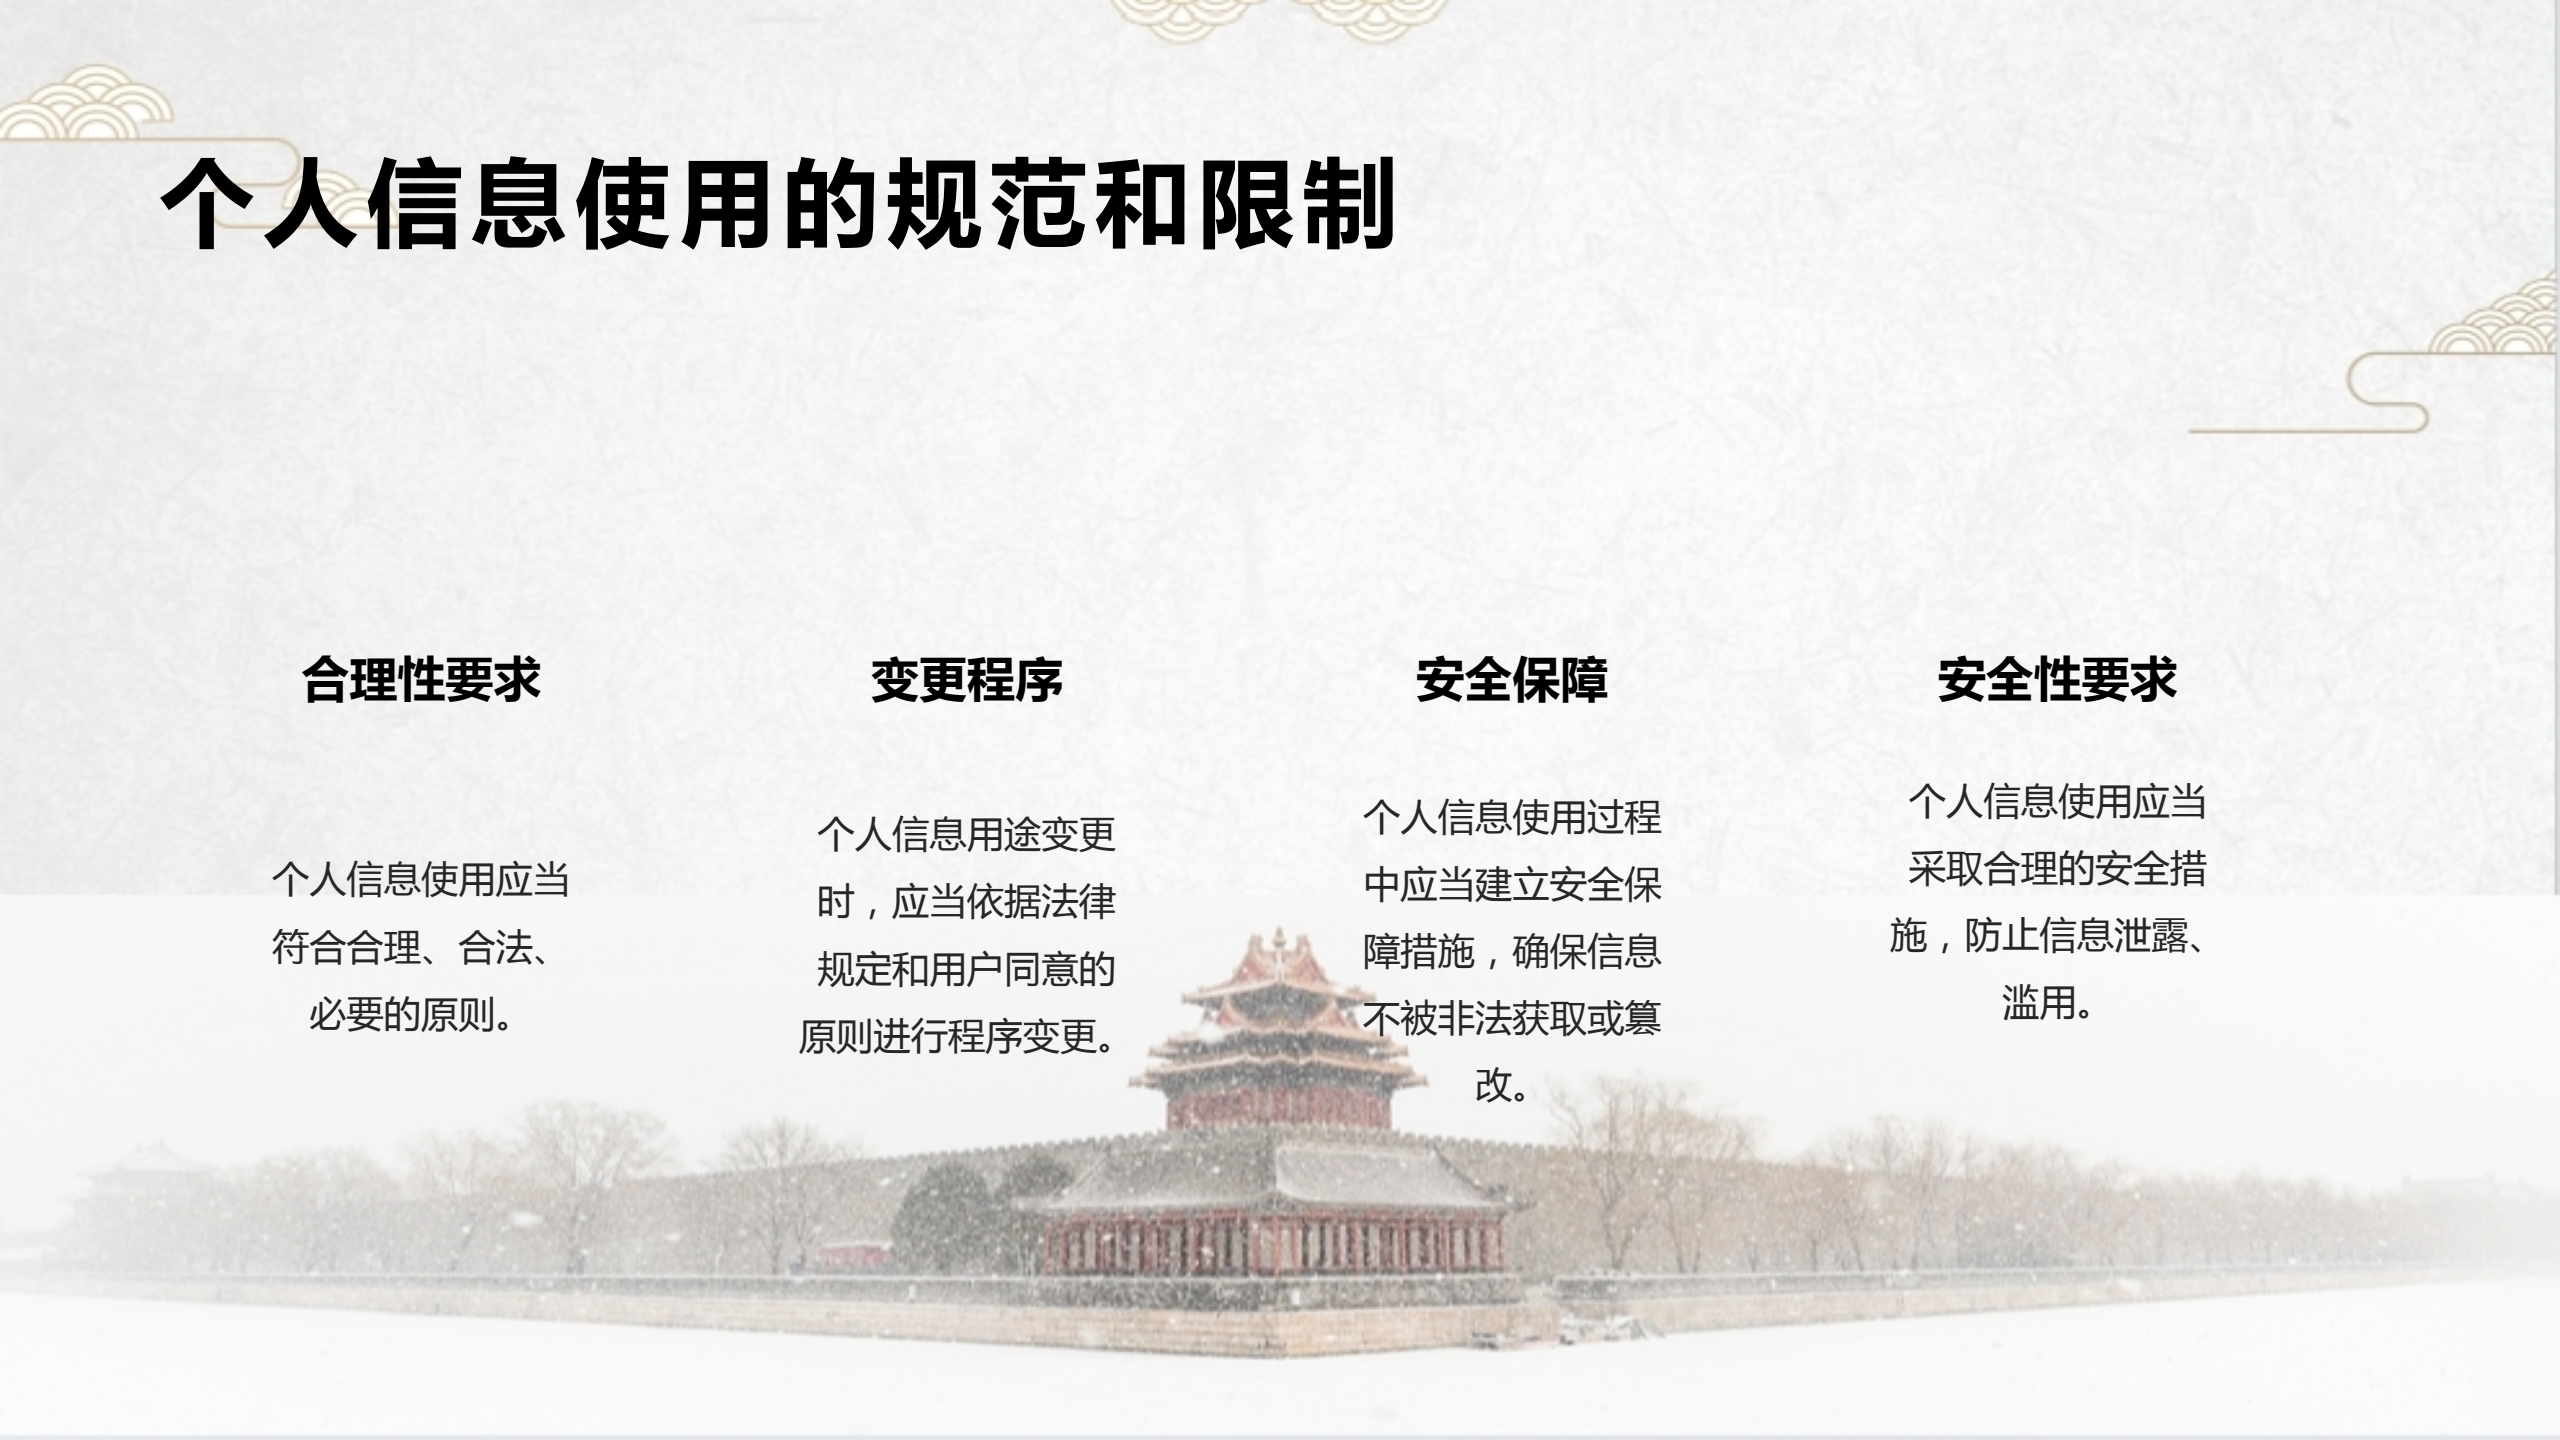 个人信息使用的规范和限制
合理性要求
个人信息使用应当
符合合理、合法、
必要的原则。
变更程序
个人信息用途变更
时，应当依据法律
规定和用户同意的
原则进行程序变更。
安全保障
个人信息使用过程
中应当建立安全保
障措施，确保信息
不被非法获取或篡
改。
安全性要求
个人信息使用应当
采取合理的安全措
施，防止信息泄露、
滥用。